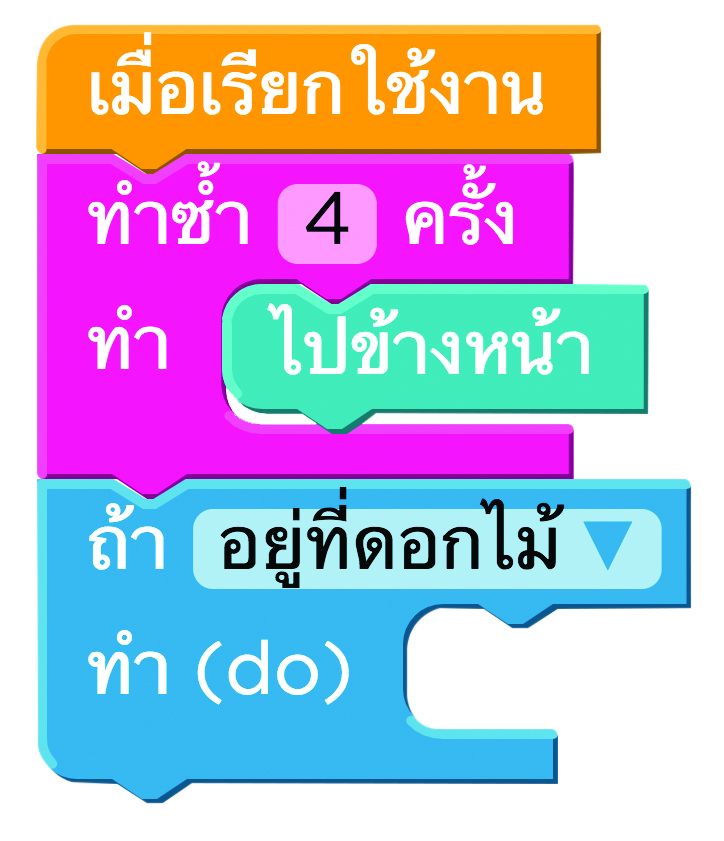 เมื่อเรียกใช้งาน
ทำซ้ำ 4 ครั้ง
ทำ ไปข้างหน้า
ถ้า อยู่ที่ดอกไม้
ทำ (do)